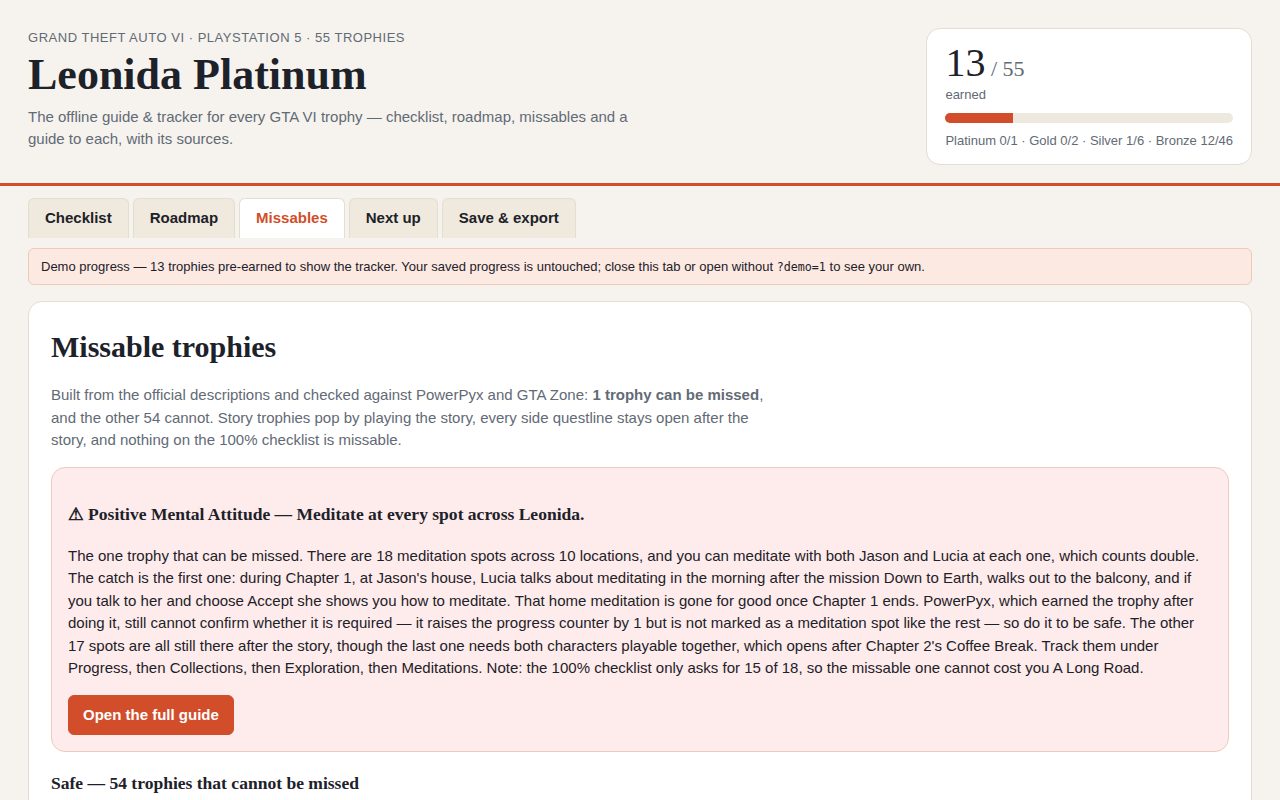 GRAND THEFT AUTO VI · PLAYSTATION 5 · 55 TROPHIES
Leonida Platinum
The offline guide & tracker for every GTA VI trophy — checklist, roadmap, missables and a
guide to each, with its sources.
13 / 55
earned
Platinum 0/1 · Gold 0/2 · Silver 1/6 · Bronze 12/46
Checklist
Roadmap
Missables
Next up
Save & export
Demo progress — 13 trophies pre-earned to show the tracker. Your saved progress is untouched; close this tab or open without ?demo=1 to see your own.
Missable trophies
Built from the official descriptions and checked against PowerPyx and GTA Zone: 1 trophy can be missed,
and the other 54 cannot. Story trophies pop by playing the story, every side questline stays open after the
story, and nothing on the 100% checklist is missable.
⚠ Positive Mental Attitude — Meditate at every spot across Leonida.
The one trophy that can be missed. There are 18 meditation spots across 10 locations, and you can meditate with both Jason and Lucia at each one, which counts double.
The catch is the first one: during Chapter 1, at Jason's house, Lucia talks about meditating in the morning after the mission Down to Earth, walks out to the balcony, and if
you talk to her and choose Accept she shows you how to meditate. That home meditation is gone for good once Chapter 1 ends. PowerPyx, which earned the trophy after
doing it, still cannot confirm whether it is required — it raises the progress counter by 1 but is not marked as a meditation spot like the rest — so do it to be safe. The other
17 spots are all still there after the story, though the last one needs both characters playable together, which opens after Chapter 2's Coffee Break. Track them under
Progress, then Collections, then Exploration, then Meditations. Note: the 100% checklist only asks for 15 of 18, so the missable one cannot cost you A Long Road.
Open the full guide
Safe — 54 trophies that cannot be missed